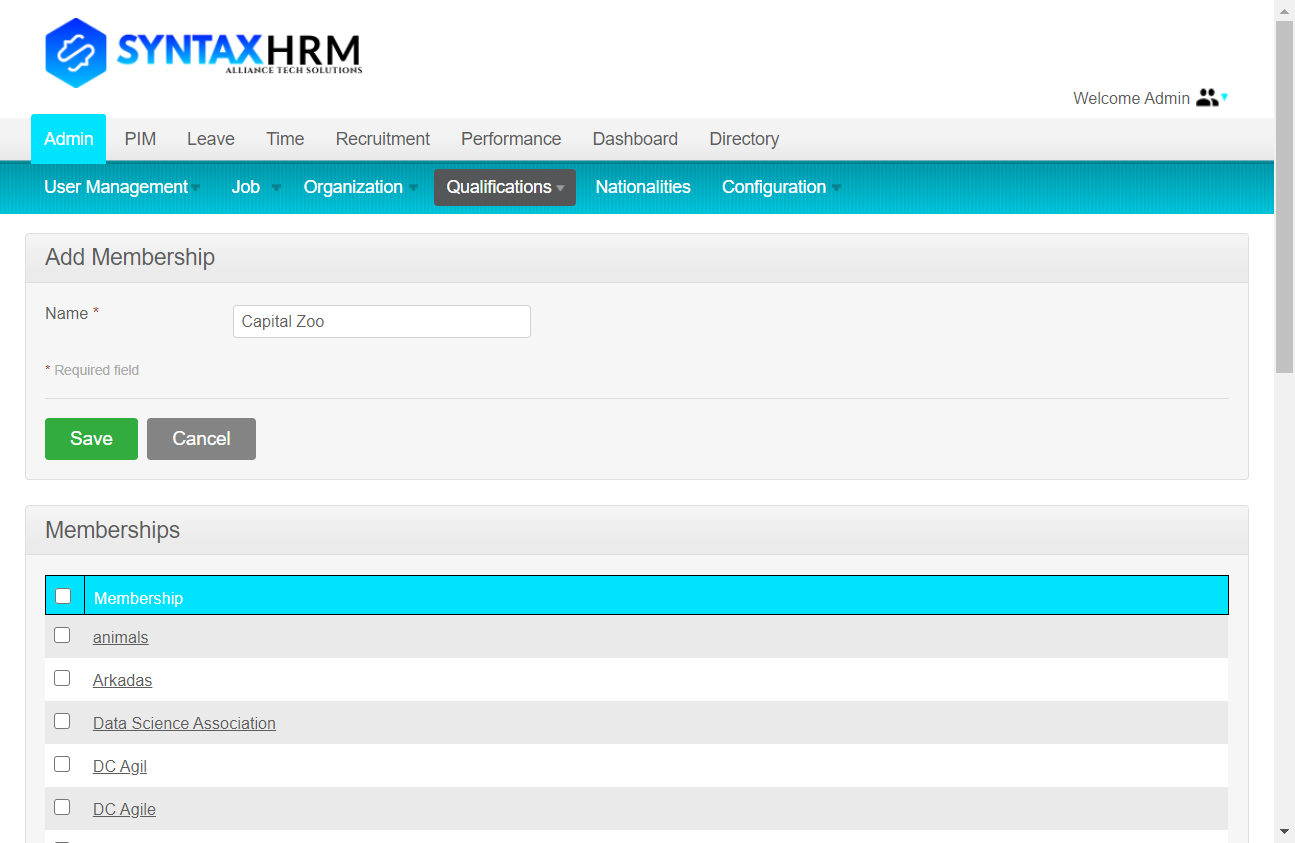 SYNTAXHRM
ALLIANCE TECH SOLUTIONS
Welcome Admin
Admin PIM Leave Time Recruitment Performance Dashboard Directory
User Management Job Organization Qualifications Nationalities Configuration
Add Membership
Name * Capital Zoo
* Required field
Save Cancel
Memberships
Membership
animals
Arkadas
Data Science Association
DC Agil
DC Agile